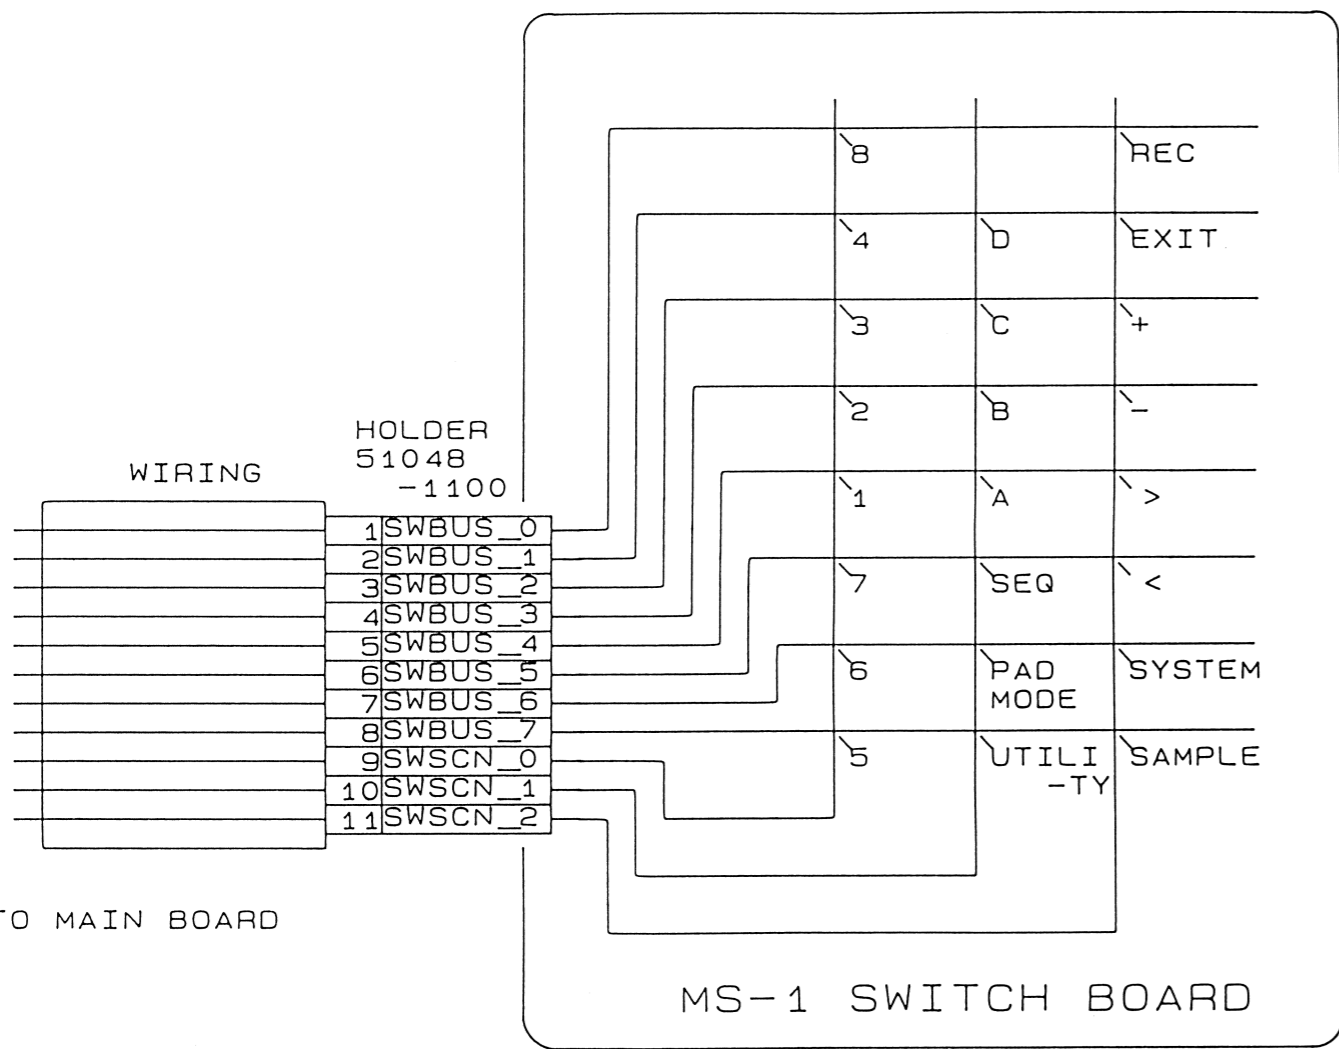 8 REC
4 D EXIT
3 C +
2 B -
1 A >
7 SEQ <
6 PAD MODE SYSTEM
5 UTILI-TY SAMPLE
HOLDER
51048
-1100
WIRING
1 SWBUS_0
2 SWBUS_1
3 SWBUS_2
4 SWBUS_3
5 SWBUS_4
6 SWBUS_5
7 SWBUS_6
8 SWBUS_7
9 SWSCN_0
10 SWSCN_1
11 SWSCN_2
TO MAIN BOARD
MS-1 SWITCH BOARD